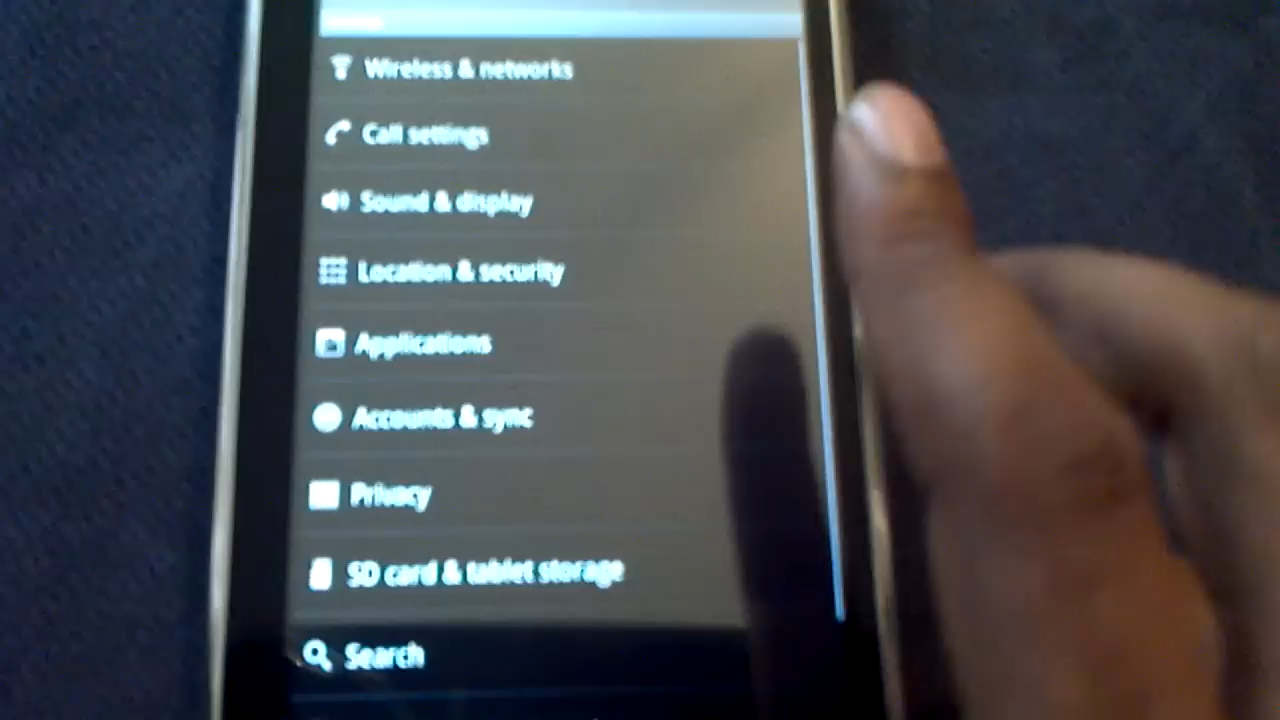 Wireless & networks
Call settings
Sound & display
Location & security
Applications
Accounts & sync
Privacy
SD card & tablet storage
Search